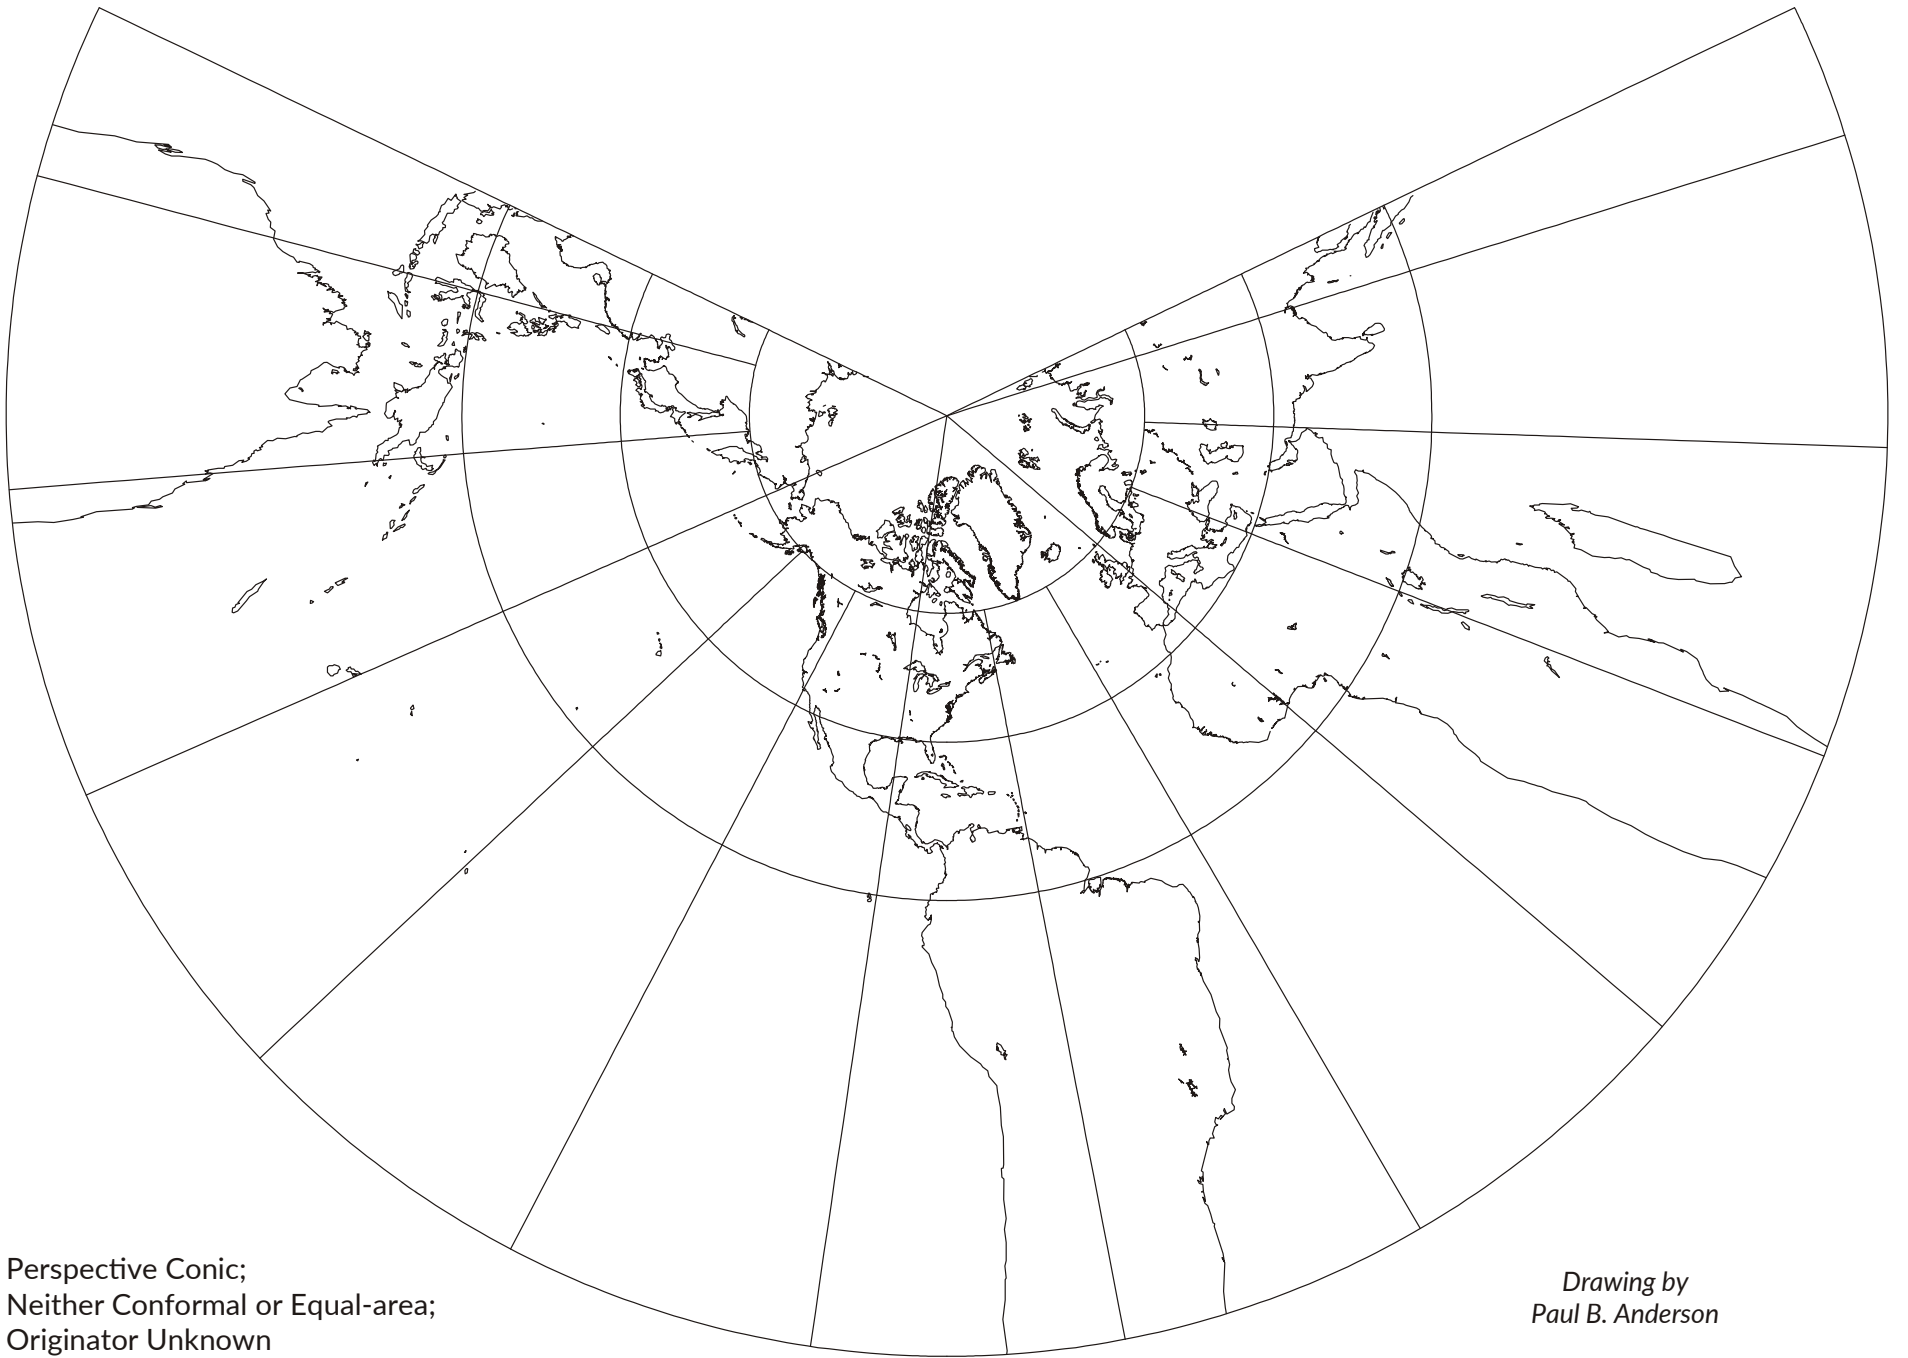 Perspective Conic;
Neither Conformal or Equal-area;
Originator Unknown
Drawing by
Paul B. Anderson